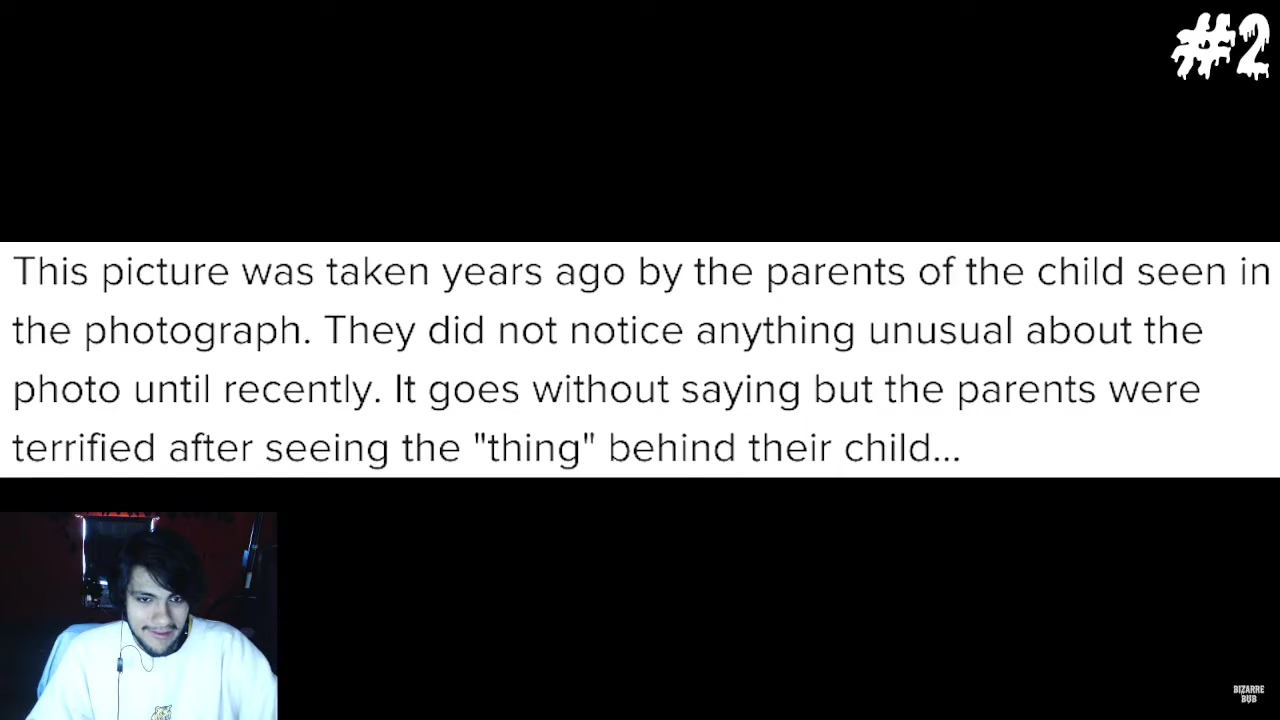 #2
This picture was taken years ago by the parents of the child seen in
the photograph. They did not notice anything unusual about the
photo until recently. It goes without saying but the parents were
terrified after seeing the "thing" behind their child...
BIZARRE
BUB